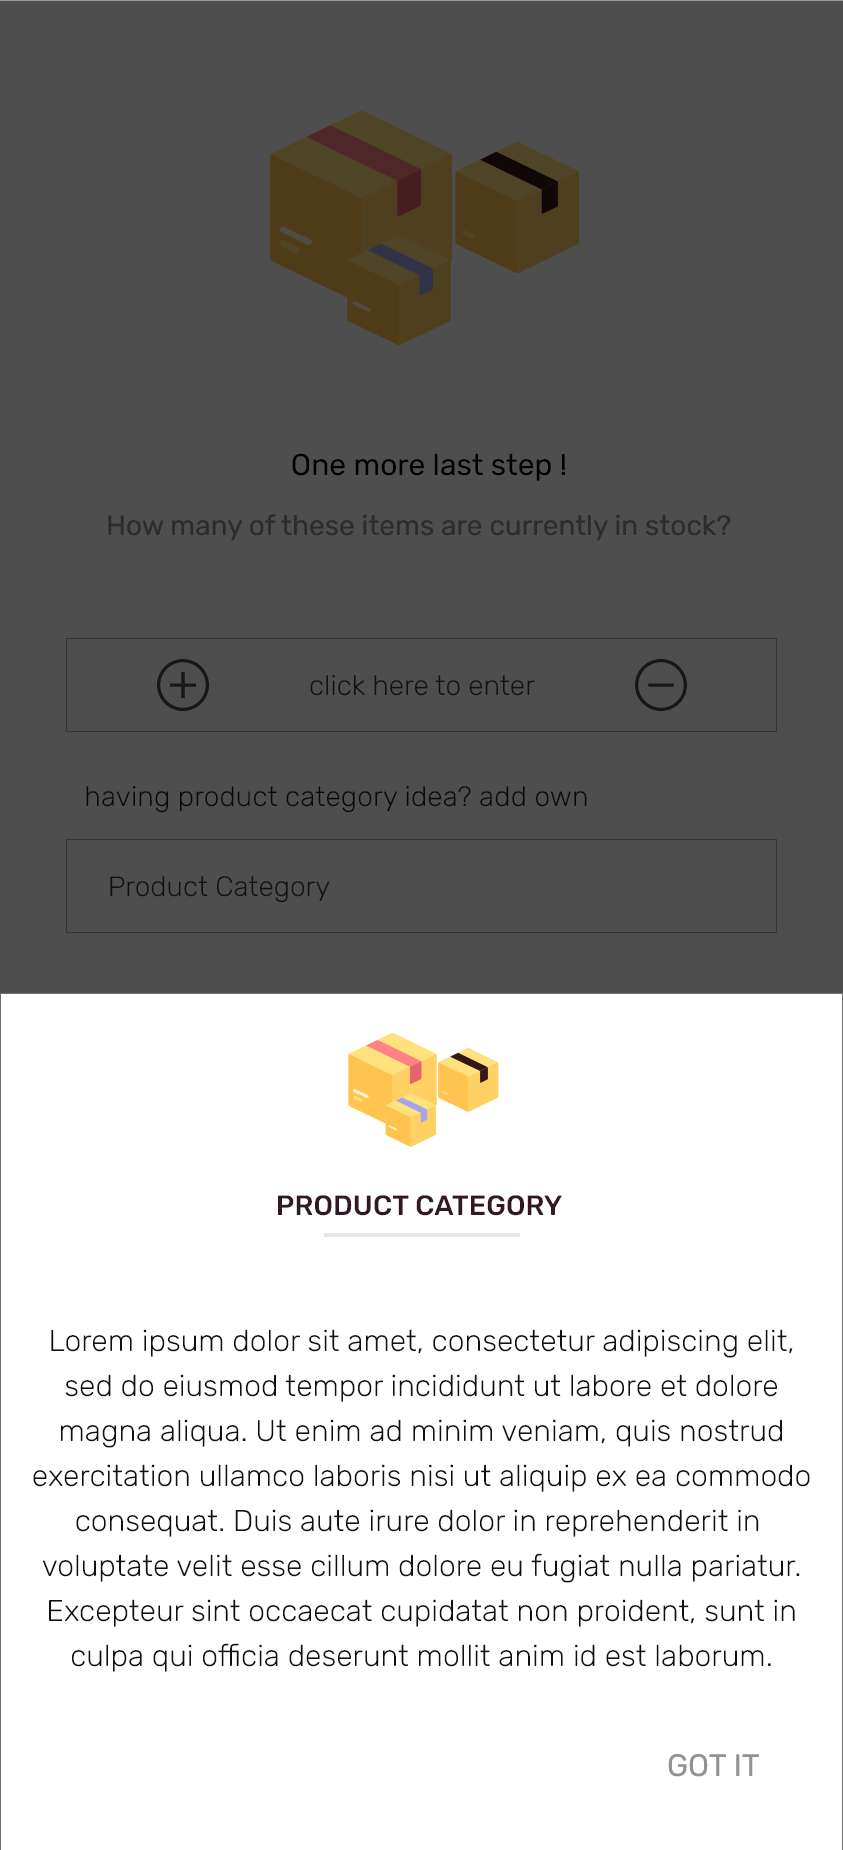 One more last step !
How many of these items are currently in stock?
click here to enter
having product category idea? add own
Product Category
PRODUCT CATEGORY
Lorem ipsum dolor sit amet, consectetur adipiscing elit,
sed do eiusmod tempor incididunt ut labore et dolore
magna aliqua. Ut enim ad minim veniam, quis nostrud
exercitation ullamco laboris nisi ut aliquip ex ea commodo
consequat. Duis aute irure dolor in reprehenderit in
voluptate velit esse cillum dolore eu fugiat nulla pariatur.
Excepteur sint occaecat cupidatat non proident, sunt in
culpa qui officia deserunt mollit anim id est laborum.
GOT IT